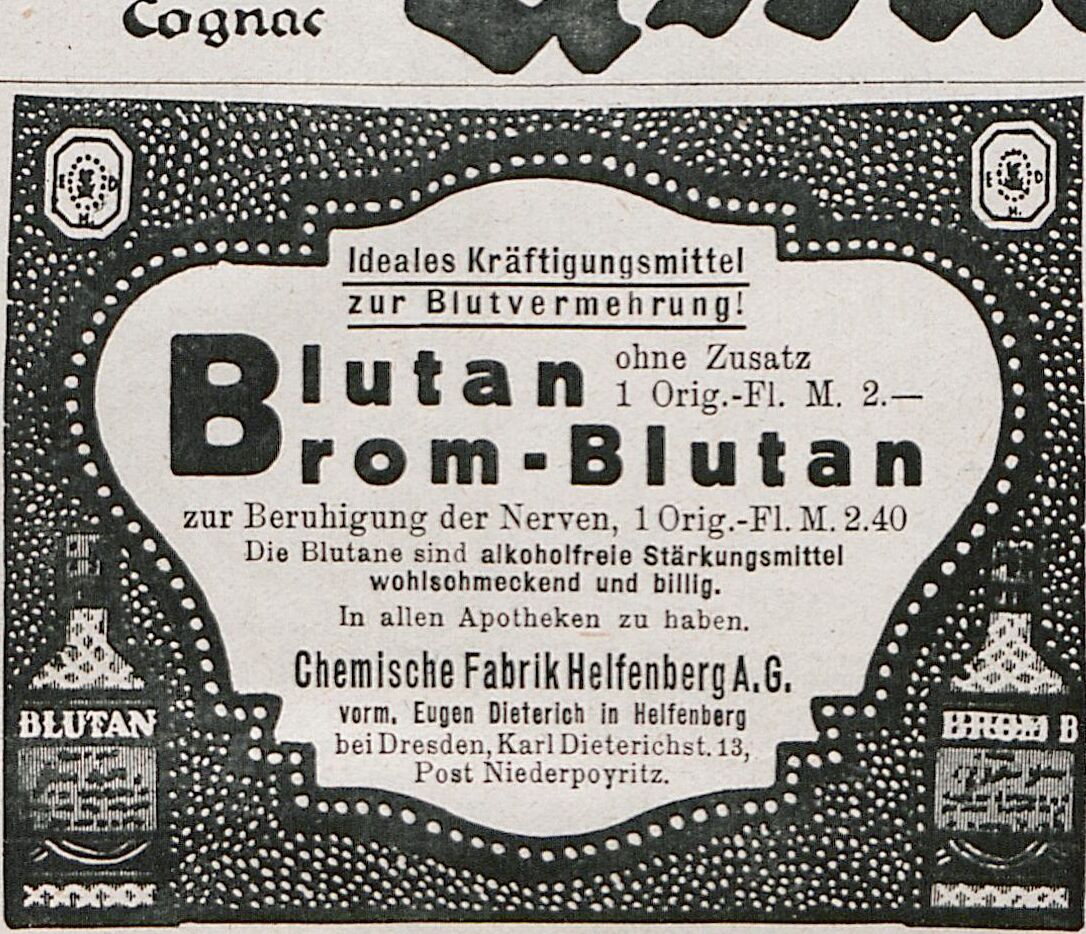 Cognac
E D
H.
E D
H.
Ideales Kräftigungsmittel
zur Blutvermehrung!
Blutan ohne Zusatz
1 Orig.-Fl. M. 2.—
Brom-Blutan
zur Beruhigung der Nerven, 1 Orig.-Fl. M. 2.40
Die Blutane sind alkoholfreie Stärkungsmittel
wohlschmeckend und billig.
In allen Apotheken zu haben.
Chemische Fabrik Helfenberg A.G.
vorm. Eugen Dieterich in Helfenberg
bei Dresden, Karl Dieterichst. 13,
Post Niederpoyritz.
BLUTAN
BROM B